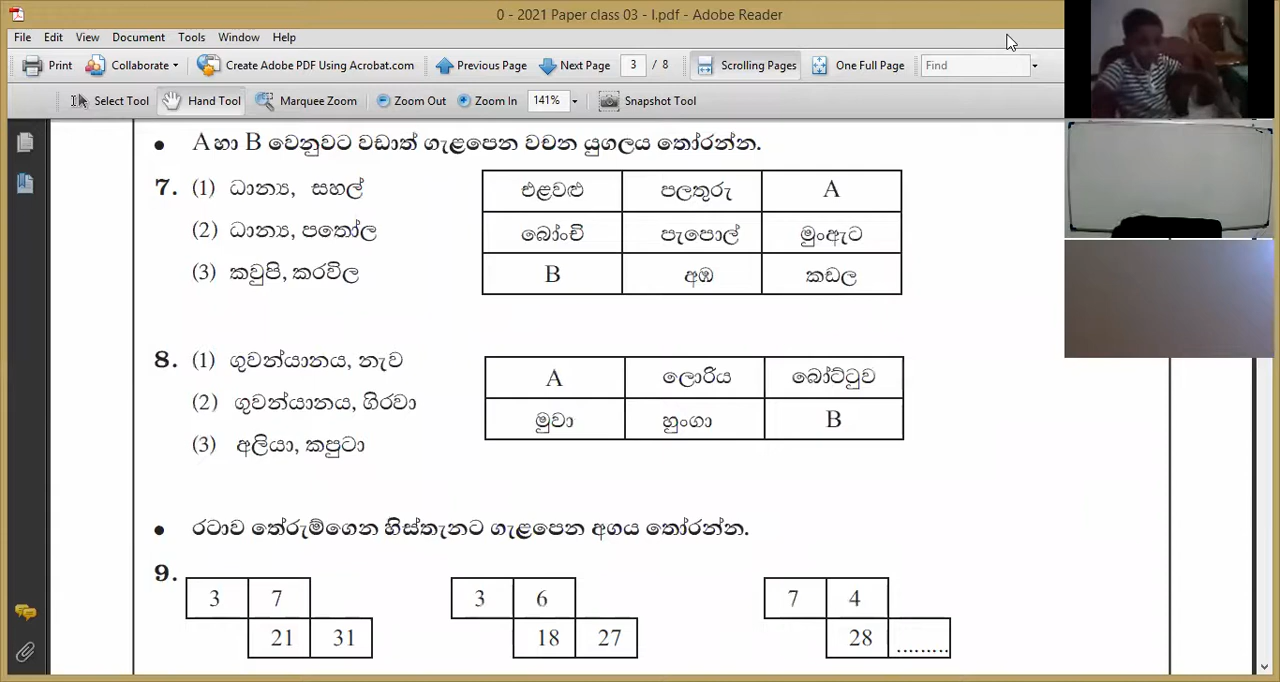 0 - 2021 Paper class 03 - I.pdf - Adobe Reader
File Edit View Document Tools Window Help
Print Collaborate Create Adobe PDF Using Acrobat.com Previous Page Next Page 3 / 8 Scrolling Pages One Full Page Find
Select Tool Hand Tool Marquee Zoom Zoom Out Zoom In 141% Snapshot Tool
• A හා B වෙනුවට වඩාත් ගැළපෙන වචන යුගලය තෝරන්න.
7. (1) ධාන්‍ය, සහල් එළවළු පලතුරු A
(2) ධාන්‍ය, පතෝල බෝංචි පැපොල් මුංඇට
(3) කවුපි, කරවිල B අඹ කඩල
8. (1) ගුවන්යානය, නැව A ලොරිය බෝට්ටුව
(2) ගුවන්යානය, ගිරවා මුවා හුංගා B
(3) අලියා, කපුටා
• රටාව තේරුම්ගෙන හිස්තැනට ගැළපෙන අගය තෝරන්න.
9.
3 7 3 6 7 4
21 31 18 27 28 .........